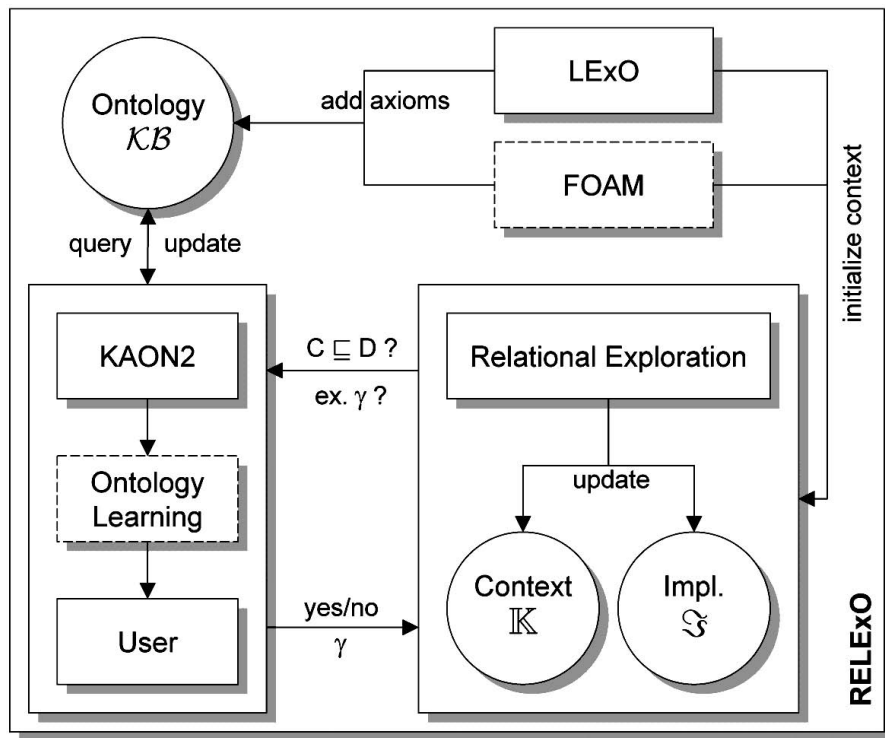 Ontology
𝒦ℬ
add axioms
LExO
FOAM
initialize context
query
update
KAON2
Ontology
Learning
User
C ⊑ D ?
ex. γ ?
yes/no
γ
Relational Exploration
update
Context
𝕂
Impl.
ℑ
RELExO